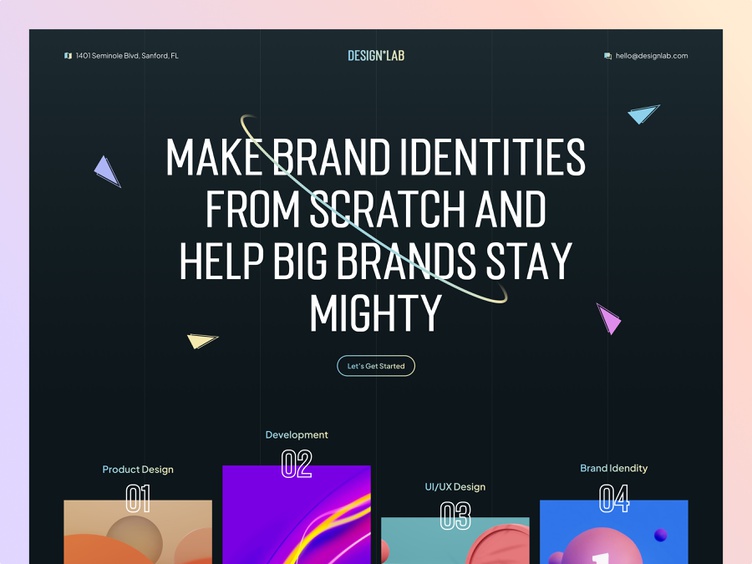 1401 Seminole Blvd, Sanford, FL
DESIGN*LAB
hello@designlab.com
MAKE BRAND IDENTITIES
FROM SCRATCH AND
HELP BIG BRANDS STAY
MIGHTY
Let's Get Started
Product Design
01
Development
02
UI/UX Design
03
Brand Idendity
04